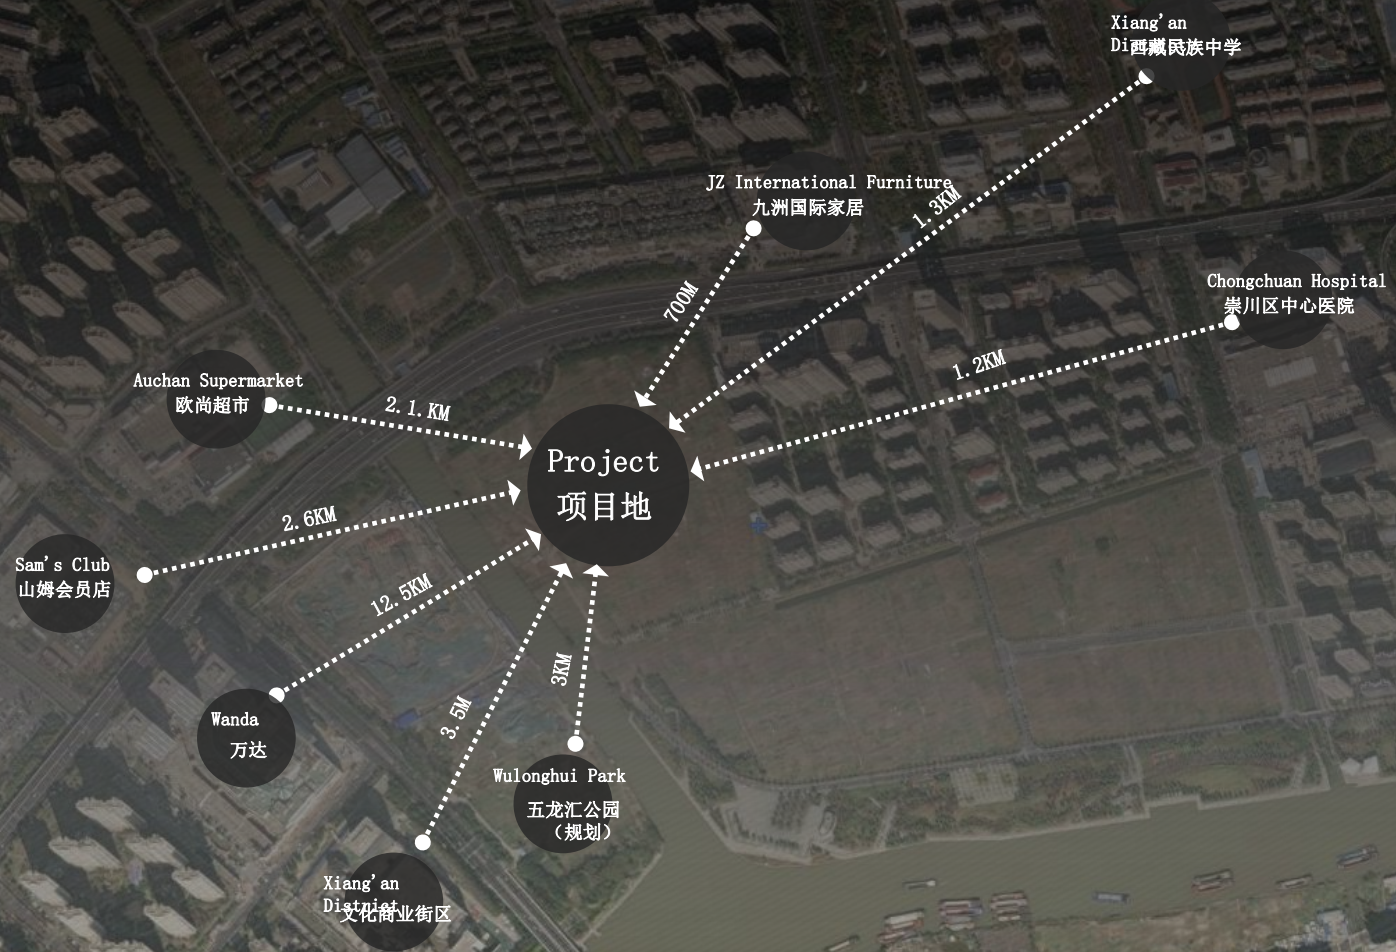 Xiang'an
西藏民族中学
JZ International Furniture
九洲国际家居
1.3KM
700M
Chongchuan Hospital
崇川区中心医院
1.2KM
Auchan Supermarket
欧尚超市
2.1.KM
Project
项目地
2.6KM
Sam's Club
山姆会员店
12.5KM
3KM
3.5M
Wanda
万达
Wulonghui Park
五龙汇公园
（规划）
Xiang'an
District
文化商业街区